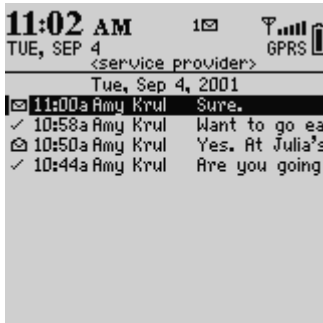 11:02 AM 1 GPRS
TUE, SEP 4
<service provider>
Tue, Sep 4, 2001
11:00a Amy Krul Sure.
10:58a Amy Krul Want to go ea
10:50a Amy Krul Yes. At Julia's
10:44a Amy Krul Are you going